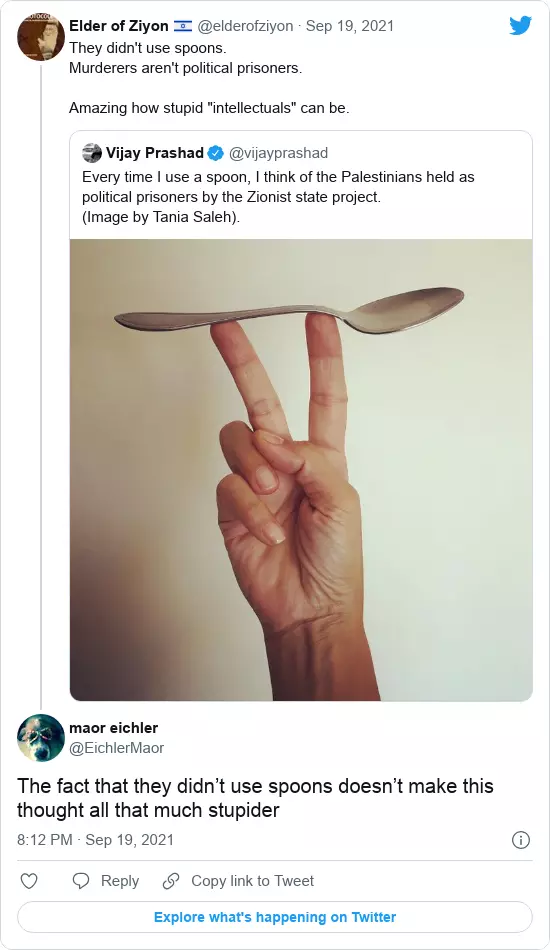 Elder of Ziyon 🇮🇱 @elderofziyon · Sep 19, 2021
They didn't use spoons.
Murderers aren't political prisoners.
Amazing how stupid "intellectuals" can be.
Vijay Prashad @vijayprashad
Every time I use a spoon, I think of the Palestinians held as
political prisoners by the Zionist state project.
(Image by Tania Saleh).
maor eichler
@EichlerMaor
The fact that they didn’t use spoons doesn’t make this
thought all that much stupider
8:12 PM · Sep 19, 2021
Reply
Copy link to Tweet
Explore what's happening on Twitter